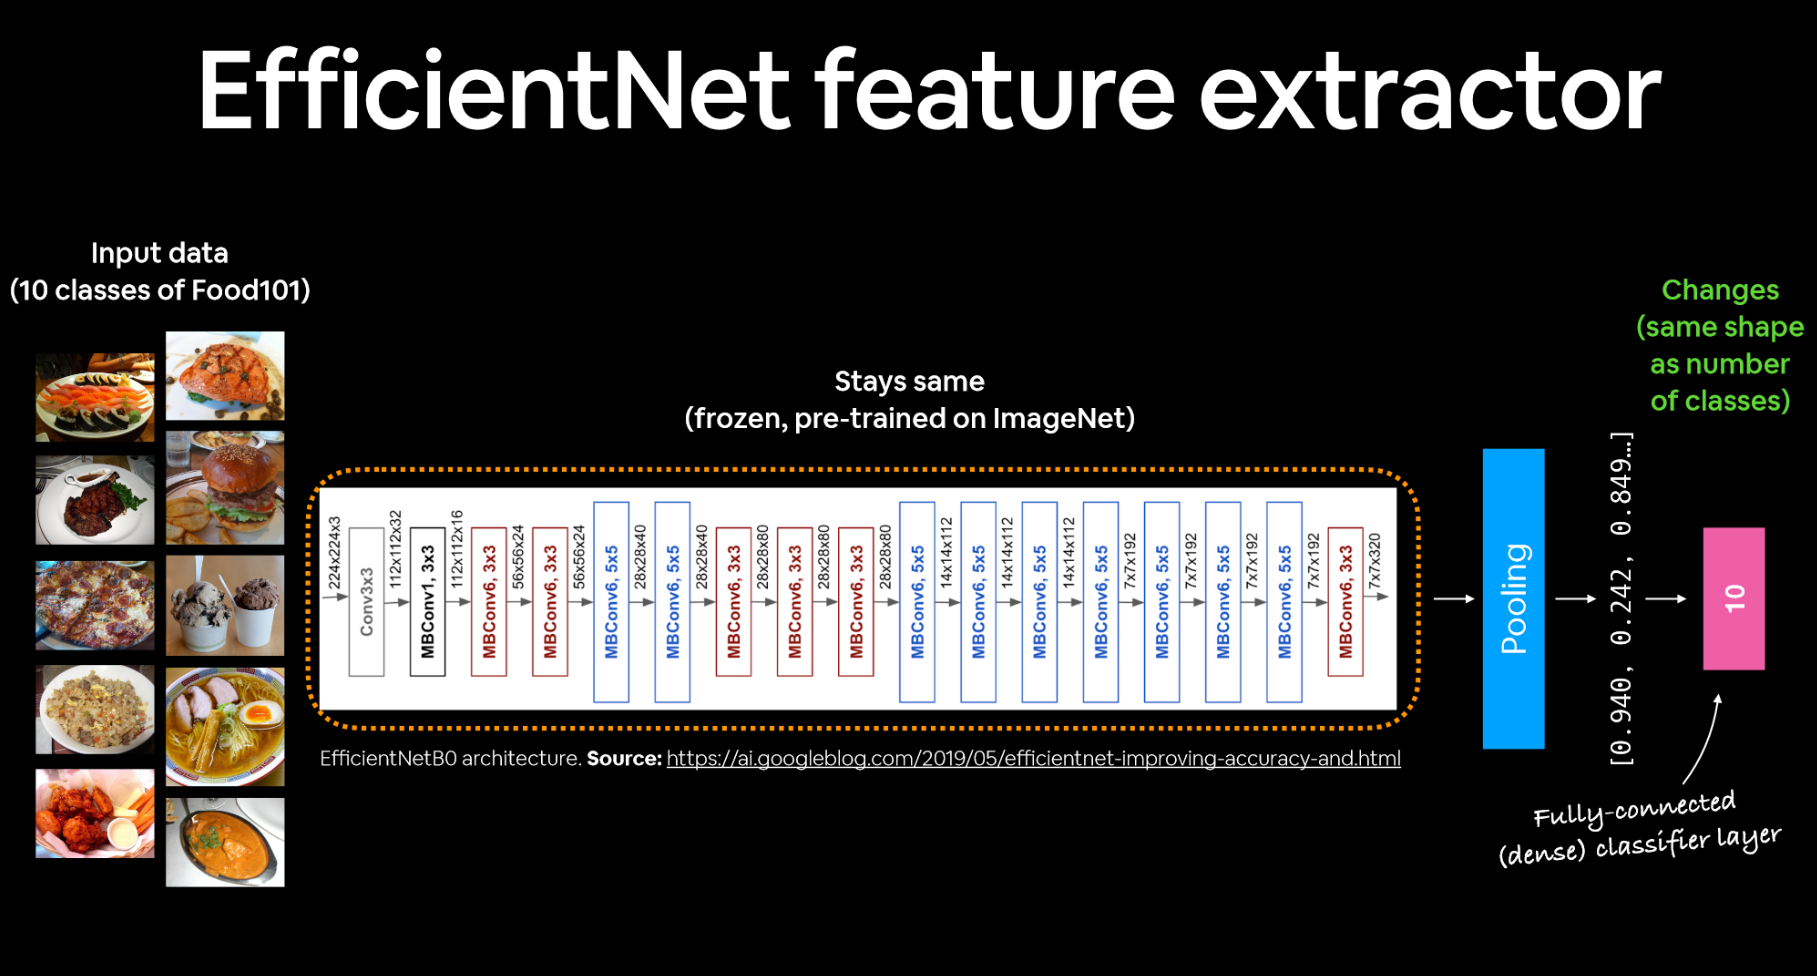 EfficientNet feature extractor
Input data
(10 classes of Food101)
Stays same
(frozen, pre-trained on ImageNet)
Changes
(same shape
as number
of classes)
224x224x3
Conv3x3
112x112x32
MBConv1, 3x3
112x112x16
MBConv6, 3x3
56x56x24
MBConv6, 3x3
56x56x24
MBConv6, 5x5
28x28x40
MBConv6, 5x5
28x28x40
MBConv6, 3x3
28x28x80
MBConv6, 3x3
28x28x80
MBConv6, 3x3
28x28x80
MBConv6, 5x5
14x14x112
MBConv6, 5x5
14x14x112
MBConv6, 5x5
14x14x112
MBConv6, 5x5
7x7x192
MBConv6, 5x5
7x7x192
MBConv6, 5x5
7x7x192
MBConv6, 5x5
7x7x192
MBConv6, 3x3
7x7x320
Pooling
[0.940, 0.242, 0.849…]
10
EfficientNetB0 architecture. Source: https://ai.googleblog.com/2019/05/efficientnet-improving-accuracy-and.html
Fully-connected
(dense) classifier layer